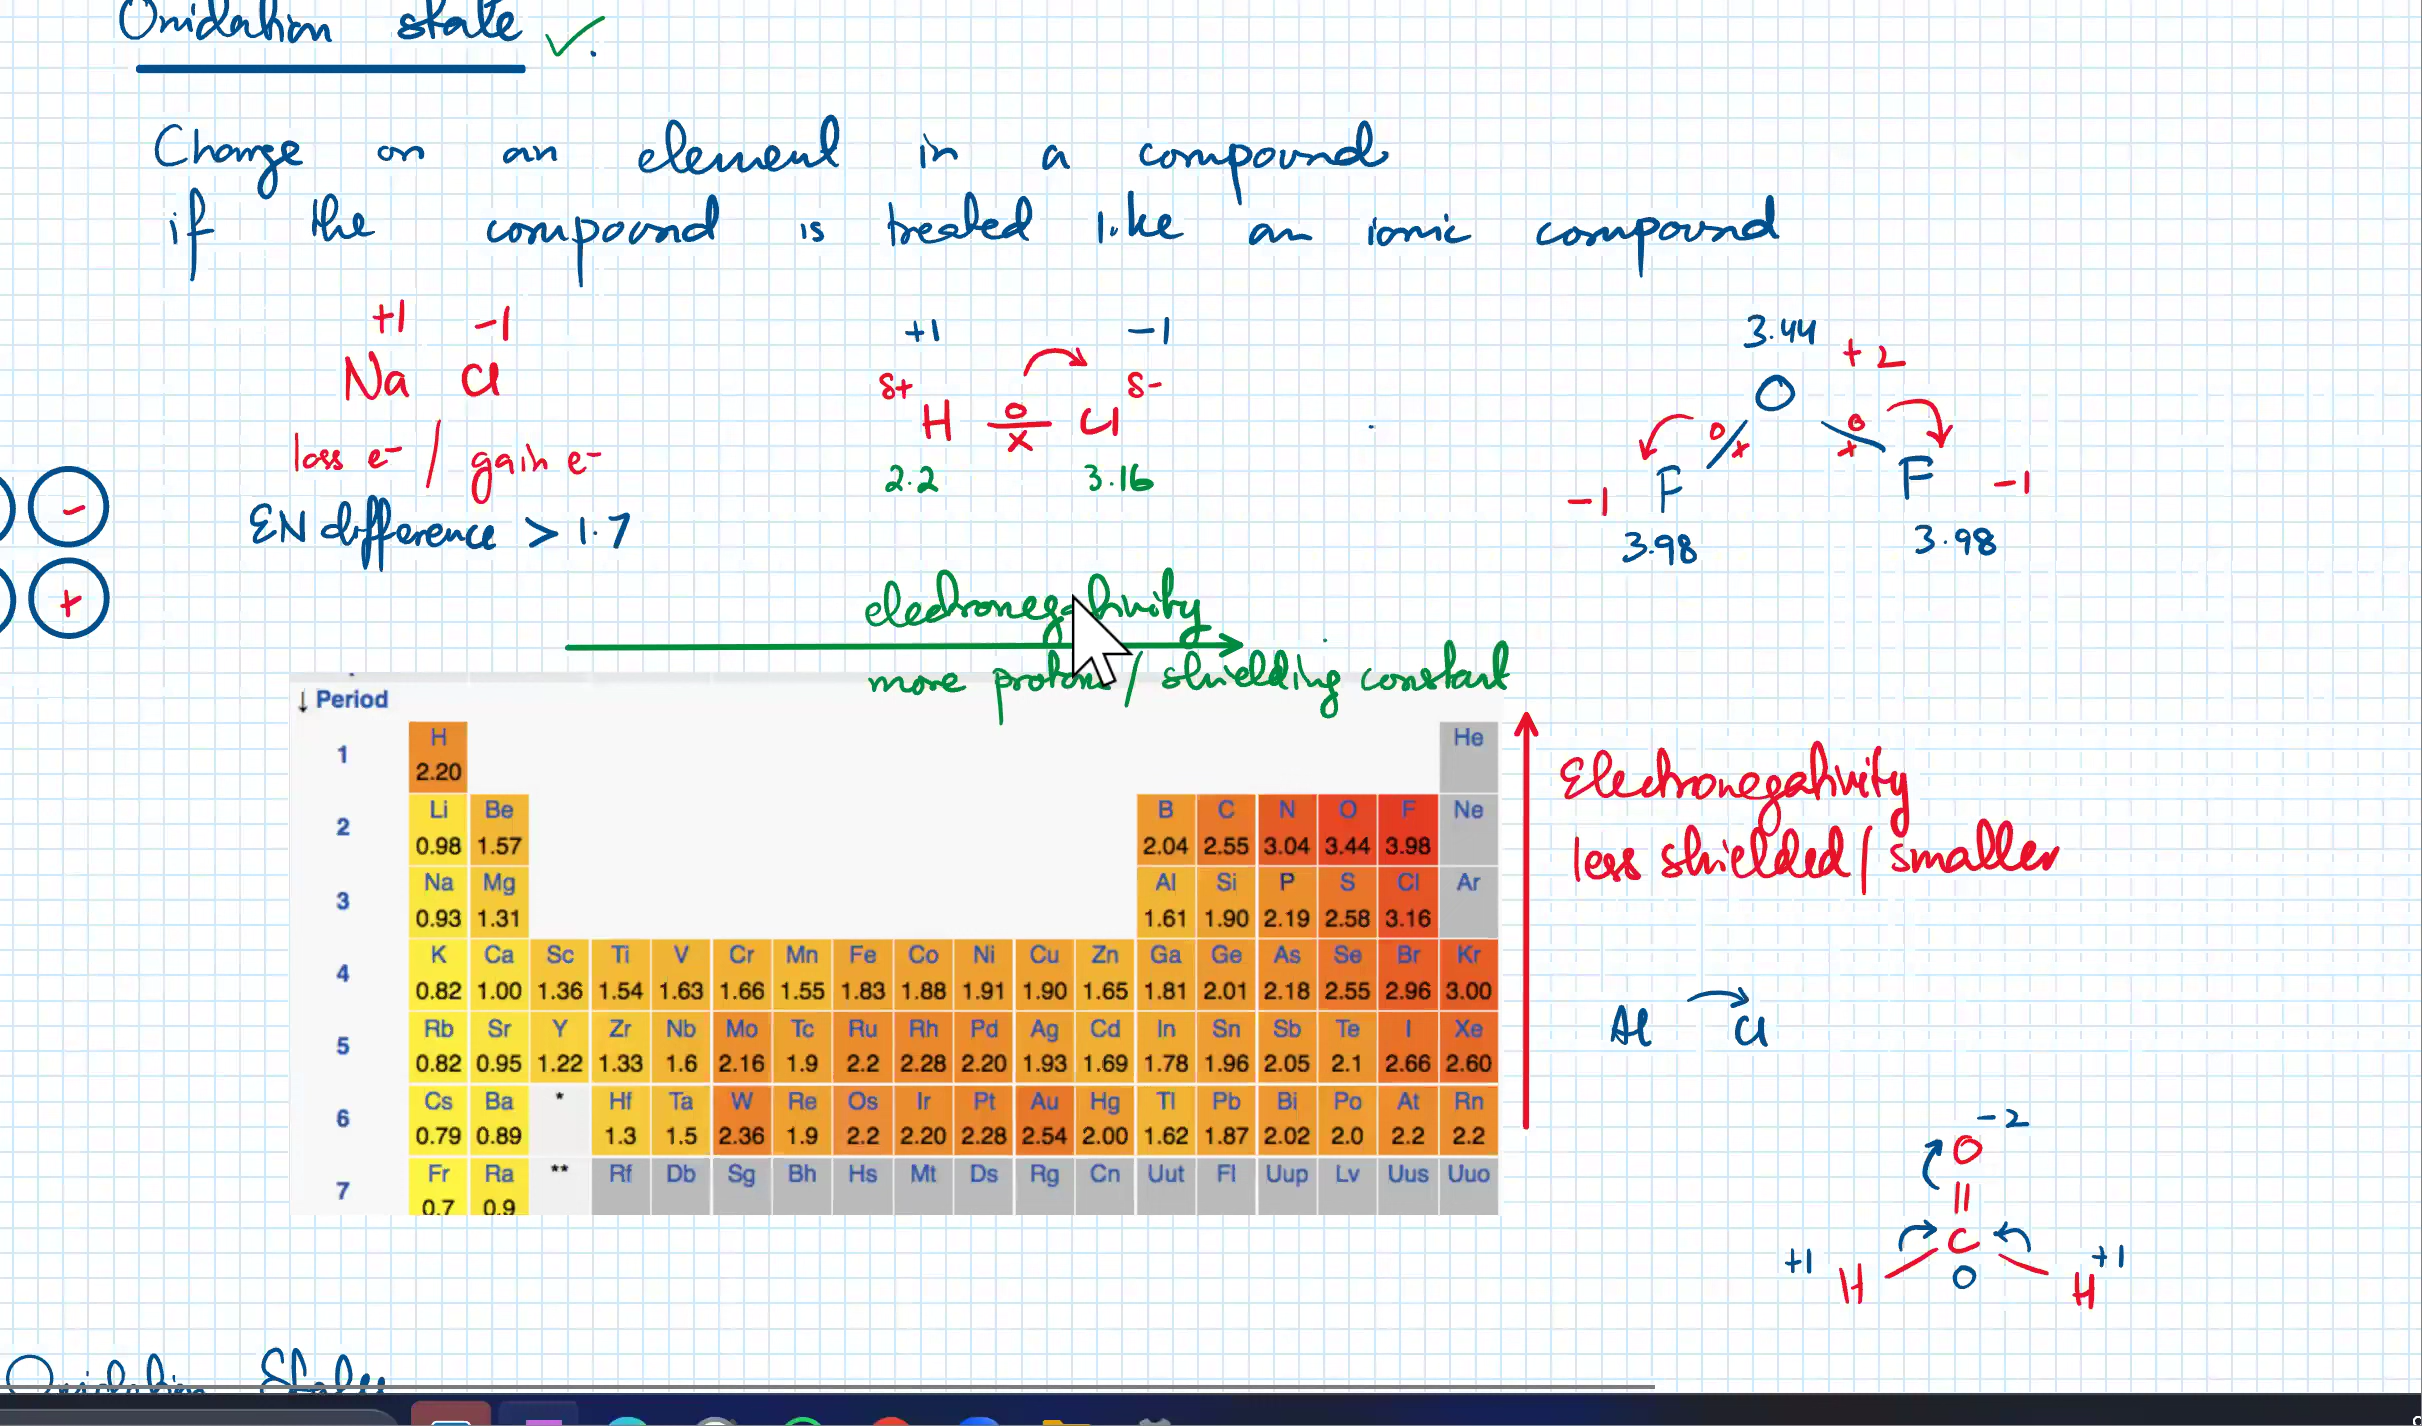 Oxidation state ✓.
Charge on an element in a compound
if the compound is treated like an ionic compound
+1 -1
Na Cl
loss e- / gain e-
EN difference > 1.7
-
+
+1 -1
δ+ δ-
H o x Cl
2.2 3.16
3.44
+2
O
o x o x
-1 F F -1
3.98 3.98
electronegativity
more protons / shielding constant
↓ Period
1 H He
2.20
2 Li Be B C N O F Ne
0.98 1.57 2.04 2.55 3.04 3.44 3.98
3 Na Mg Al Si P S Cl Ar
0.93 1.31 1.61 1.90 2.19 2.58 3.16
4 K Ca Sc Ti V Cr Mn Fe Co Ni Cu Zn Ga Ge As Se Br Kr
0.82 1.00 1.36 1.54 1.63 1.66 1.55 1.83 1.88 1.91 1.90 1.65 1.81 2.01 2.18 2.55 2.96 3.00
5 Rb Sr Y Zr Nb Mo Tc Ru Rh Pd Ag Cd In Sn Sb Te I Xe
0.82 0.95 1.22 1.33 1.6 2.16 1.9 2.2 2.28 2.20 1.93 1.69 1.78 1.96 2.05 2.1 2.66 2.60
6 Cs Ba * Hf Ta W Re Os Ir Pt Au Hg Tl Pb Bi Po At Rn
0.79 0.89 1.3 1.5 2.36 1.9 2.2 2.20 2.28 2.54 2.00 1.62 1.87 2.02 2.0 2.2 2.2
7 Fr Ra ** Rf Db Sg Bh Hs Mt Ds Rg Cn Uut Fl Uup Lv Uus Uuo
0.7 0.9
Electronegativity
less shielded / smaller
Al Cl
-2
O
C
+1 H O H +1
Oxidation States